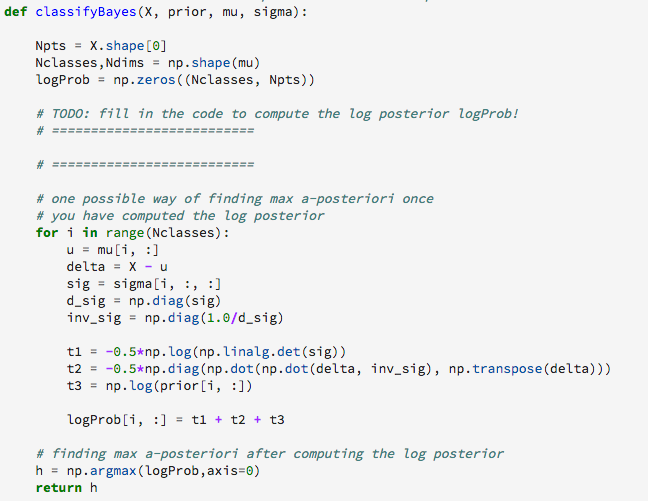 def classifyBayes(X, prior, mu, sigma):
Npts = X.shape[0]
Nclasses,Ndims = np.shape(mu)
logProb = np.zeros((Nclasses, Npts))
# TODO: fill in the code to compute the log posterior logProb!
# ==========================
# ==========================
# one possible way of finding max a-posteriori once
# you have computed the log posterior
for i in range(Nclasses):
u = mu[i, :]
delta = X - u
sig = sigma[i, :, :]
d_sig = np.diag(sig)
inv_sig = np.diag(1.0/d_sig)
t1 = -0.5*np.log(np.linalg.det(sig))
t2 = -0.5*np.diag(np.dot(np.dot(delta, inv_sig), np.transpose(delta)))
t3 = np.log(prior[i, :])
logProb[i, :] = t1 + t2 + t3
# finding max a-posteriori after computing the log posterior
h = np.argmax(logProb,axis=0)
return h